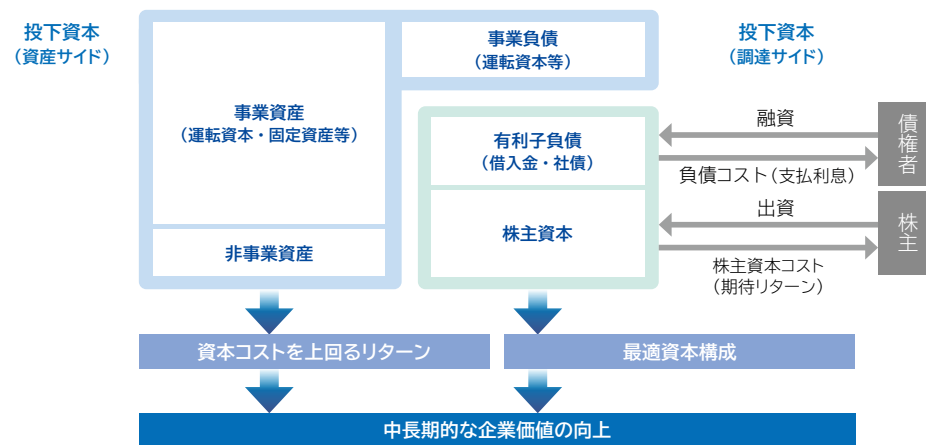 投下資本
（資産サイド）
事業資産
（運転資本・固定資産等）
非事業資産
事業負債
（運転資本等）
有利子負債
（借入金・社債）
株主資本
投下資本
（調達サイド）
融資
負債コスト（支払利息）
債権者
出資
株主資本コスト
（期待リターン）
株主
資本コストを上回るリターン
最適資本構成
中長期的な企業価値の向上